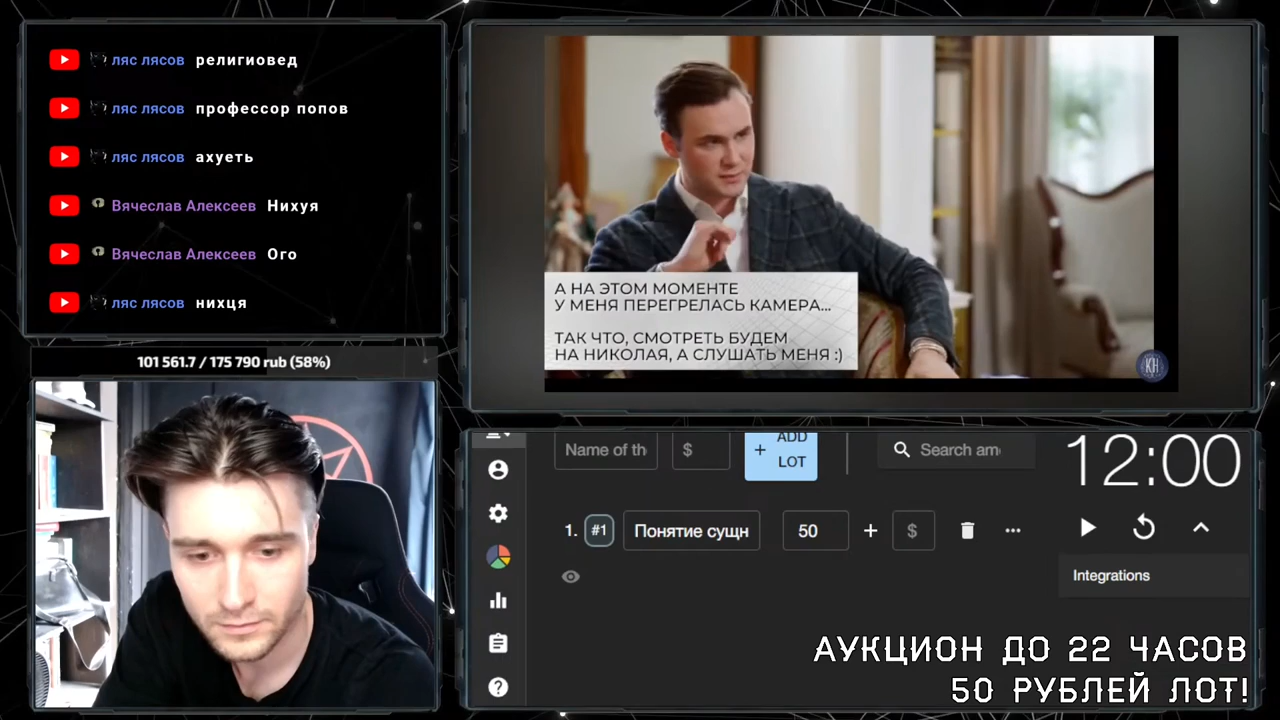 ляс лясов религиовед
ляс лясов профессор попов
ляс лясов ахуеть
Вячеслав Алексеев Нихуя
Вячеслав Алексеев Ого
ляс лясов нихця
101 561.7 / 175 790 rub (58%)
А НА ЭТОМ МОМЕНТЕ
У МЕНЯ ПЕРЕГРЕЛАСЬ КАМЕРА...
ТАК ЧТО, СМОТРЕТЬ БУДЕМ
НА НИКОЛАЯ, А СЛУШАТЬ МЕНЯ :)
КН
Name of th $ + ADD
LOT
Search am
12:00
1. #1 Понятие сущн 50 + $ ...
Integrations
АУКЦИОН ДО 22 ЧАСОВ
50 РУБЛЕЙ ЛОТ!